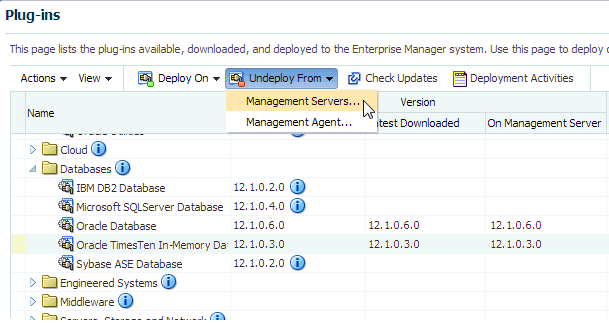 Plug-ins
This page lists the plug-ins available, downloaded, and deployed to the Enterprise Manager system. Use this page to deploy
Actions View Deploy On Undeploy From Check Updates Deployment Activities
Management Servers...
Management Agent...
Name Version
Downloaded On Management Server
Cloud
Databases
IBM DB2 Database 12.1.0.2.0
Microsoft SQLServer Database 12.1.0.4.0
Oracle Database 12.1.0.6.0 12.1.0.6.0 12.1.0.6.0
Oracle TimesTen In-Memory 12.1.0.3.0 12.1.0.3.0 12.1.0.3.0
Sybase ASE Database 12.1.0.2.0
Engineered Systems
Middleware